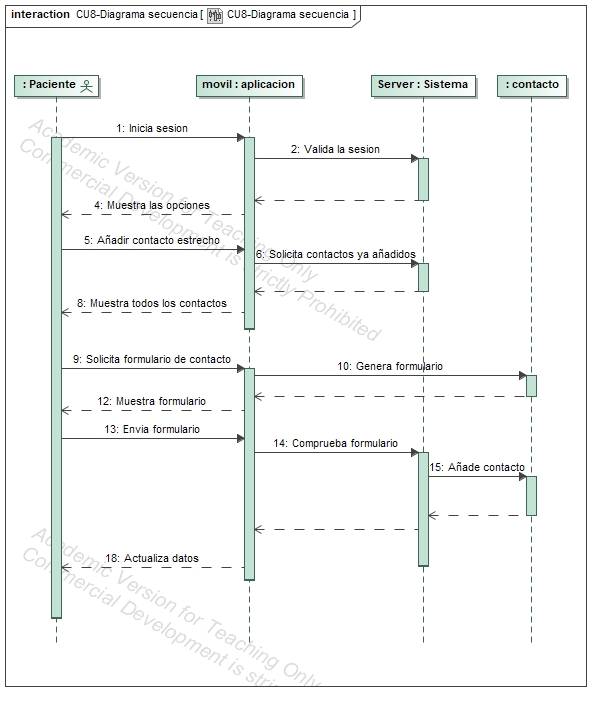 interaction CU8-Diagrama secuencia [ CU8-Diagrama secuencia ]
: Paciente
movil : aplicacion
Server : Sistema
: contacto
1: Inicia sesion
2: Valida la sesion
4: Muestra las opciones
5: Añadir contacto estrecho
6: Solicita contactos ya añadidos
8: Muestra todos los contactos
9: Solicita formulario de contacto
10: Genera formulario
12: Muestra formulario
13: Envia formulario
14: Comprueba formulario
15: Añade contacto
18: Actualiza datos
Academic Version for Teaching Only
Commercial Development is strictly Prohibited
Academic Version for Teaching Only
Commercial Development is stri